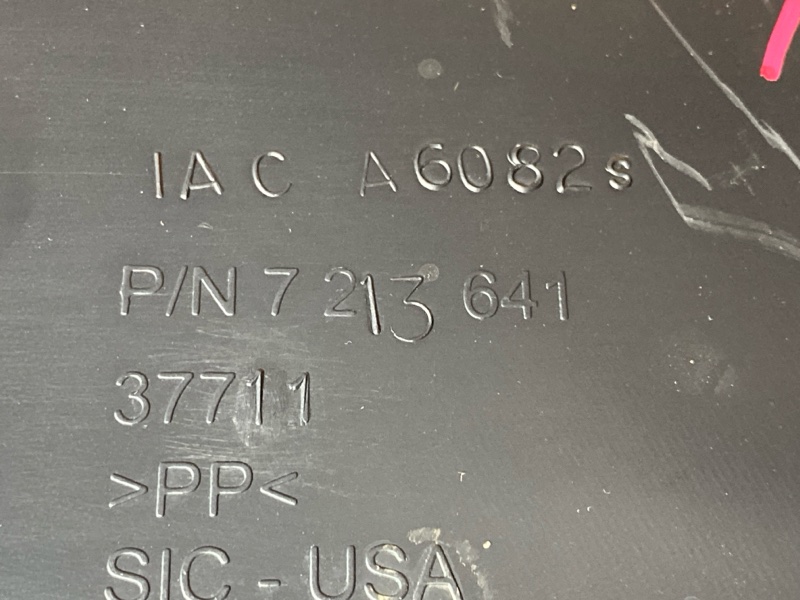 IAC A6082s
P/N 7 213 641
37711
>PP<
SIC - USA